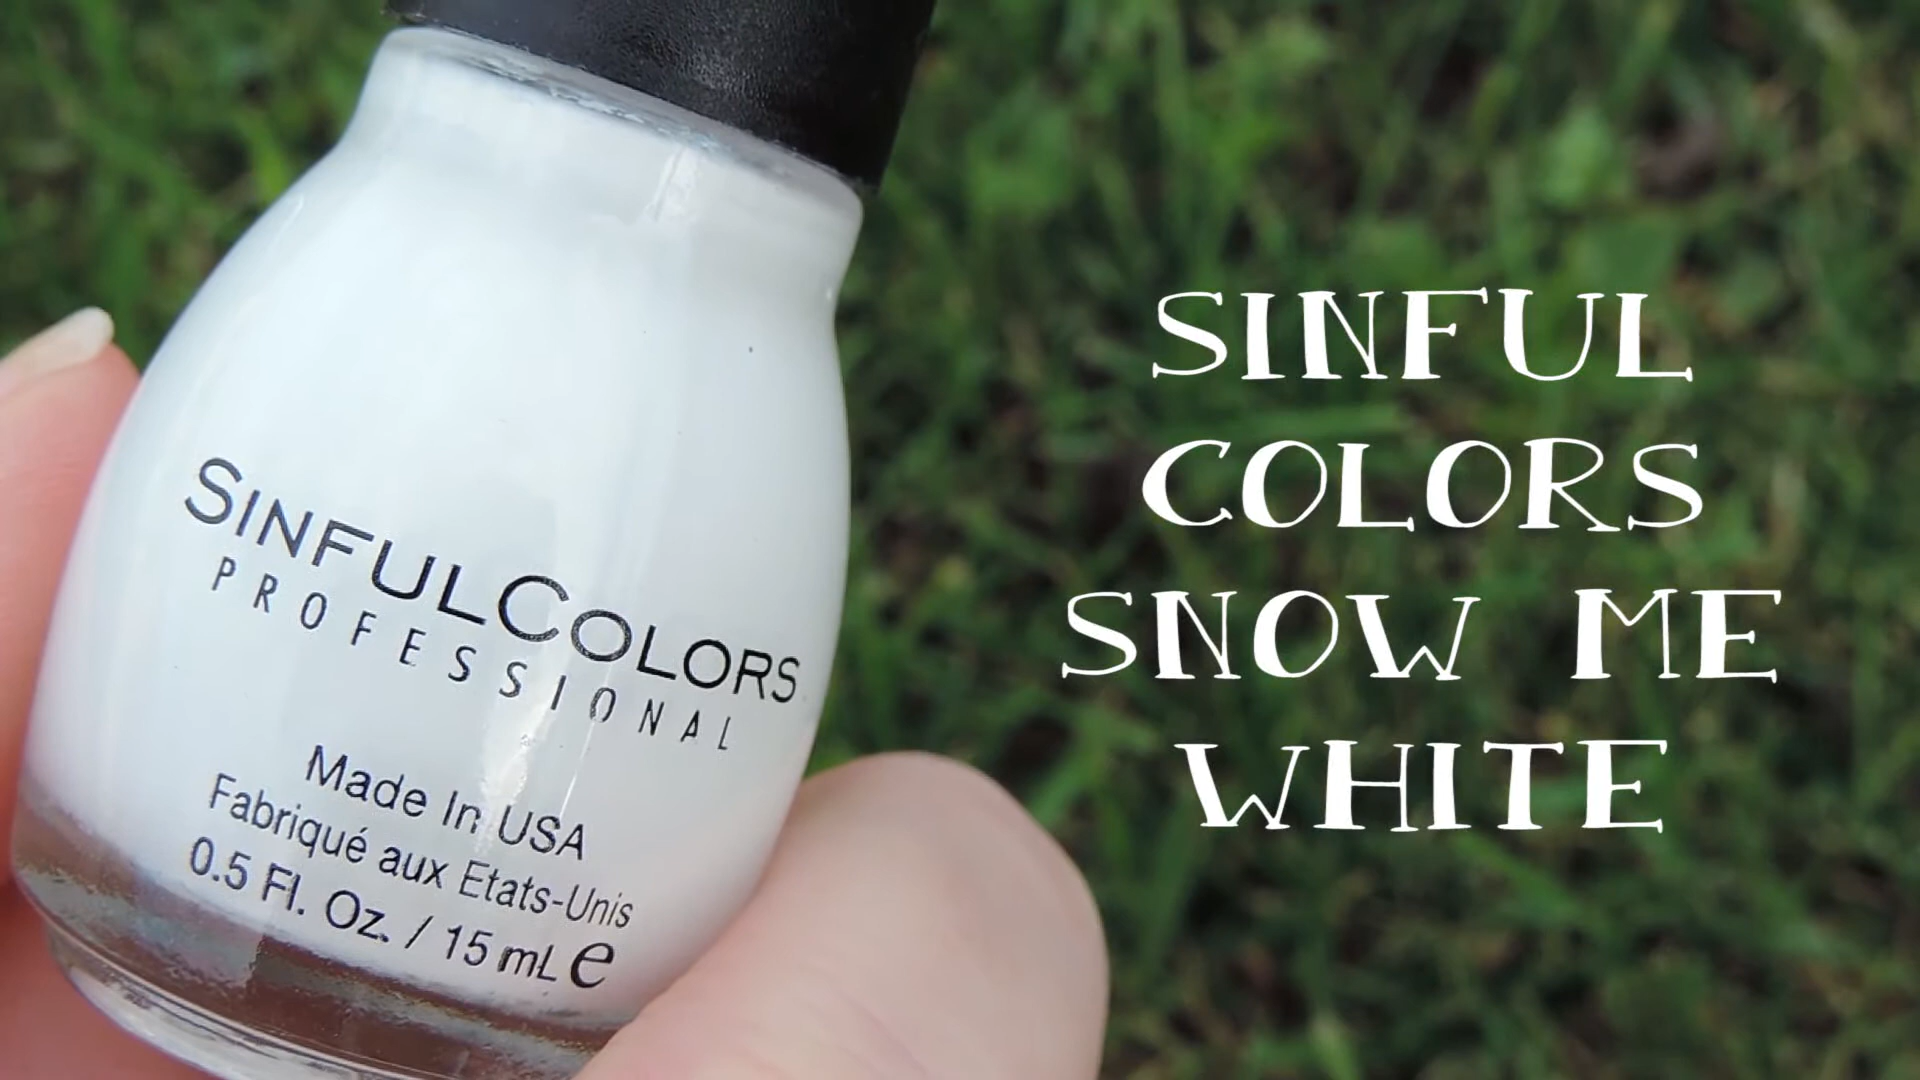 SINFULCOLORS
PROFESSIONAL
Made In USA
Fabriqué aux Etats-Unis
0.5 Fl. Oz. / 15 mL e
SINFUL
COLORS
SNOW ME
WHITE